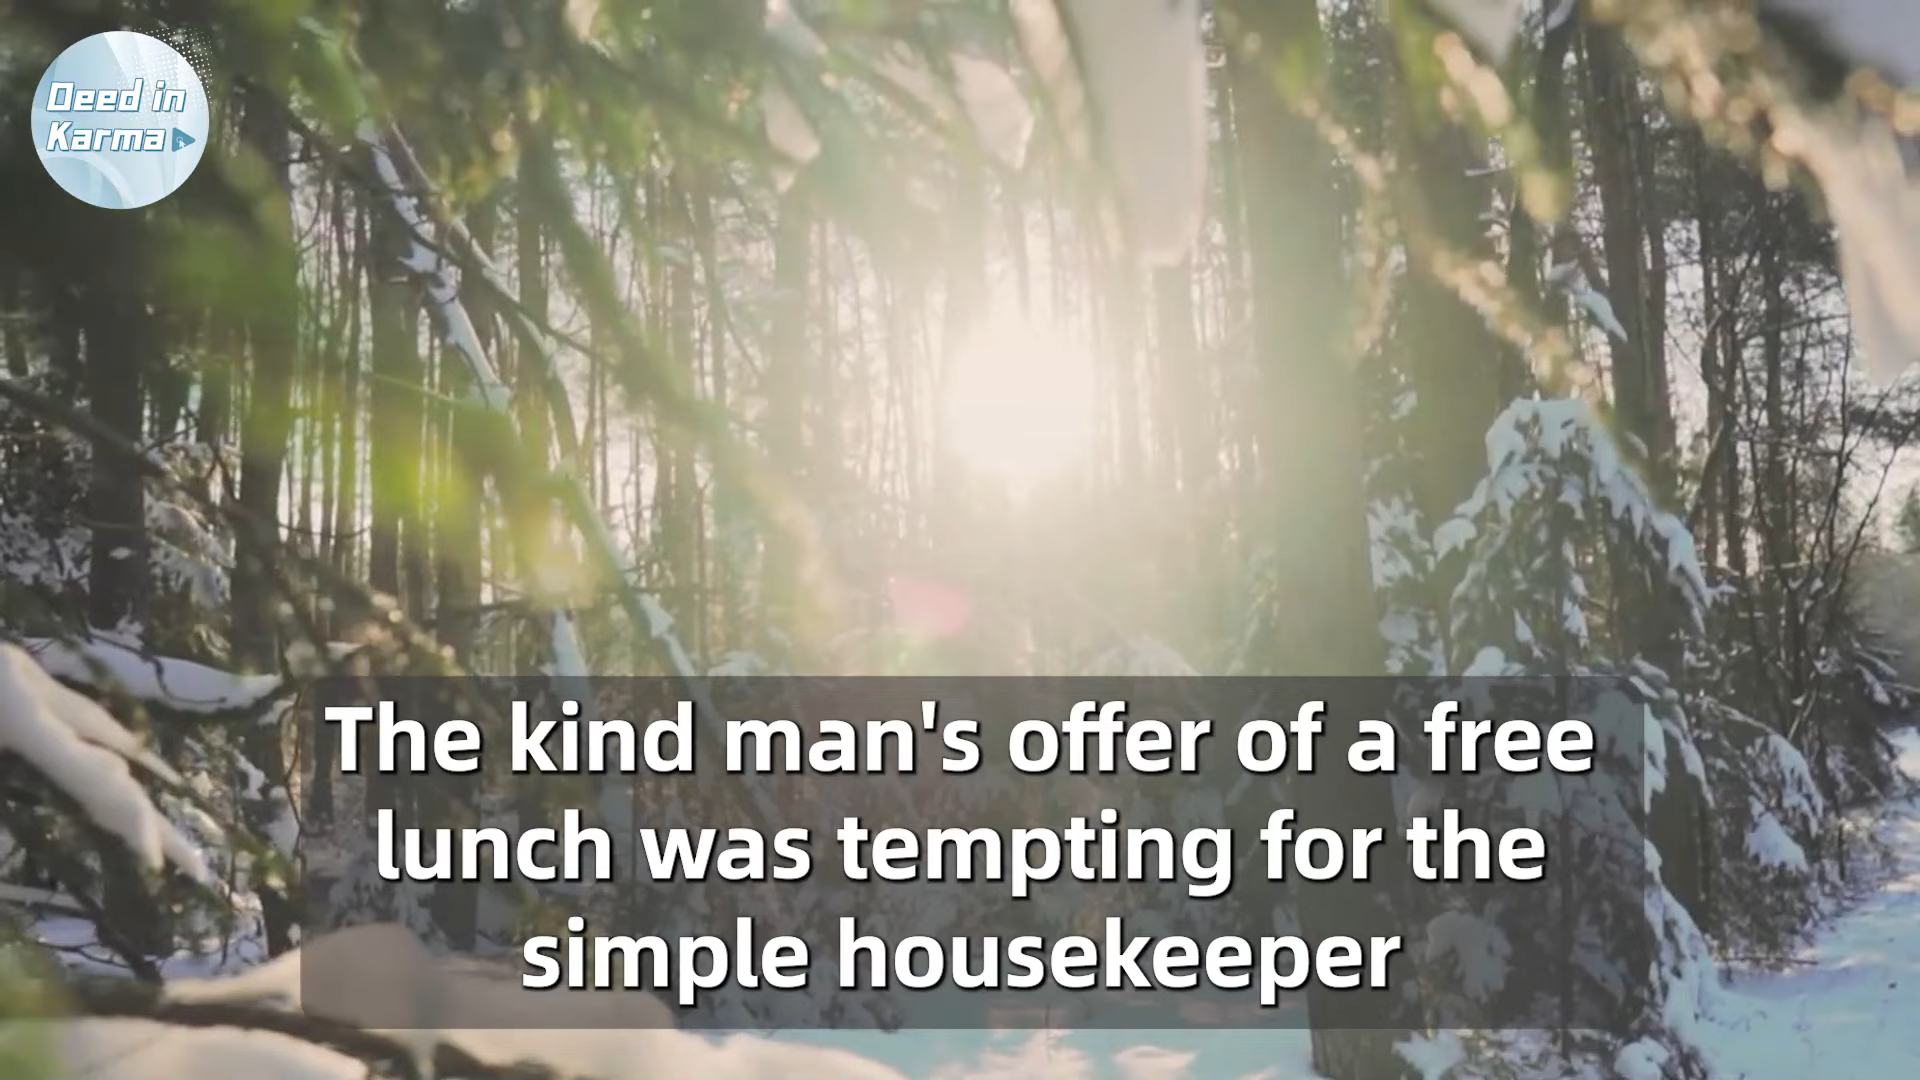 Deed in
Karma
The kind man's offer of a free
lunch was tempting for the
simple housekeeper